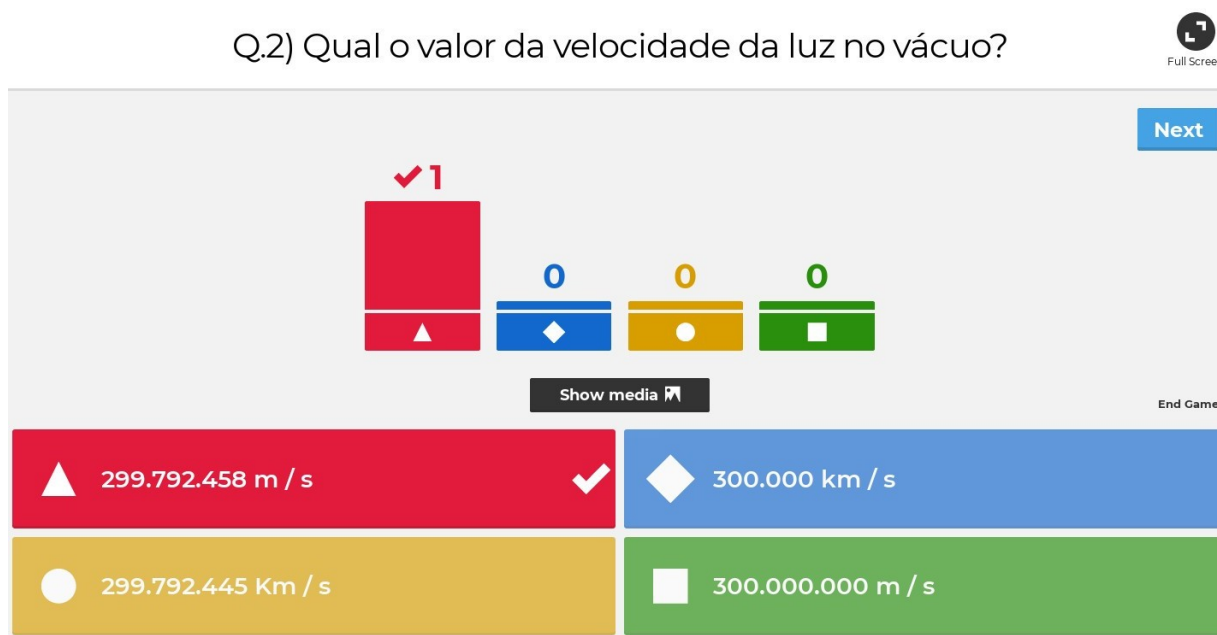 Q.2) Qual o valor da velocidade da luz no vácuo?
Full Scree
Next
1
0
0
0
Show media
End Game
299.792.458 m / s
300.000 km / s
299.792.445 Km / s
300.000.000 m / s